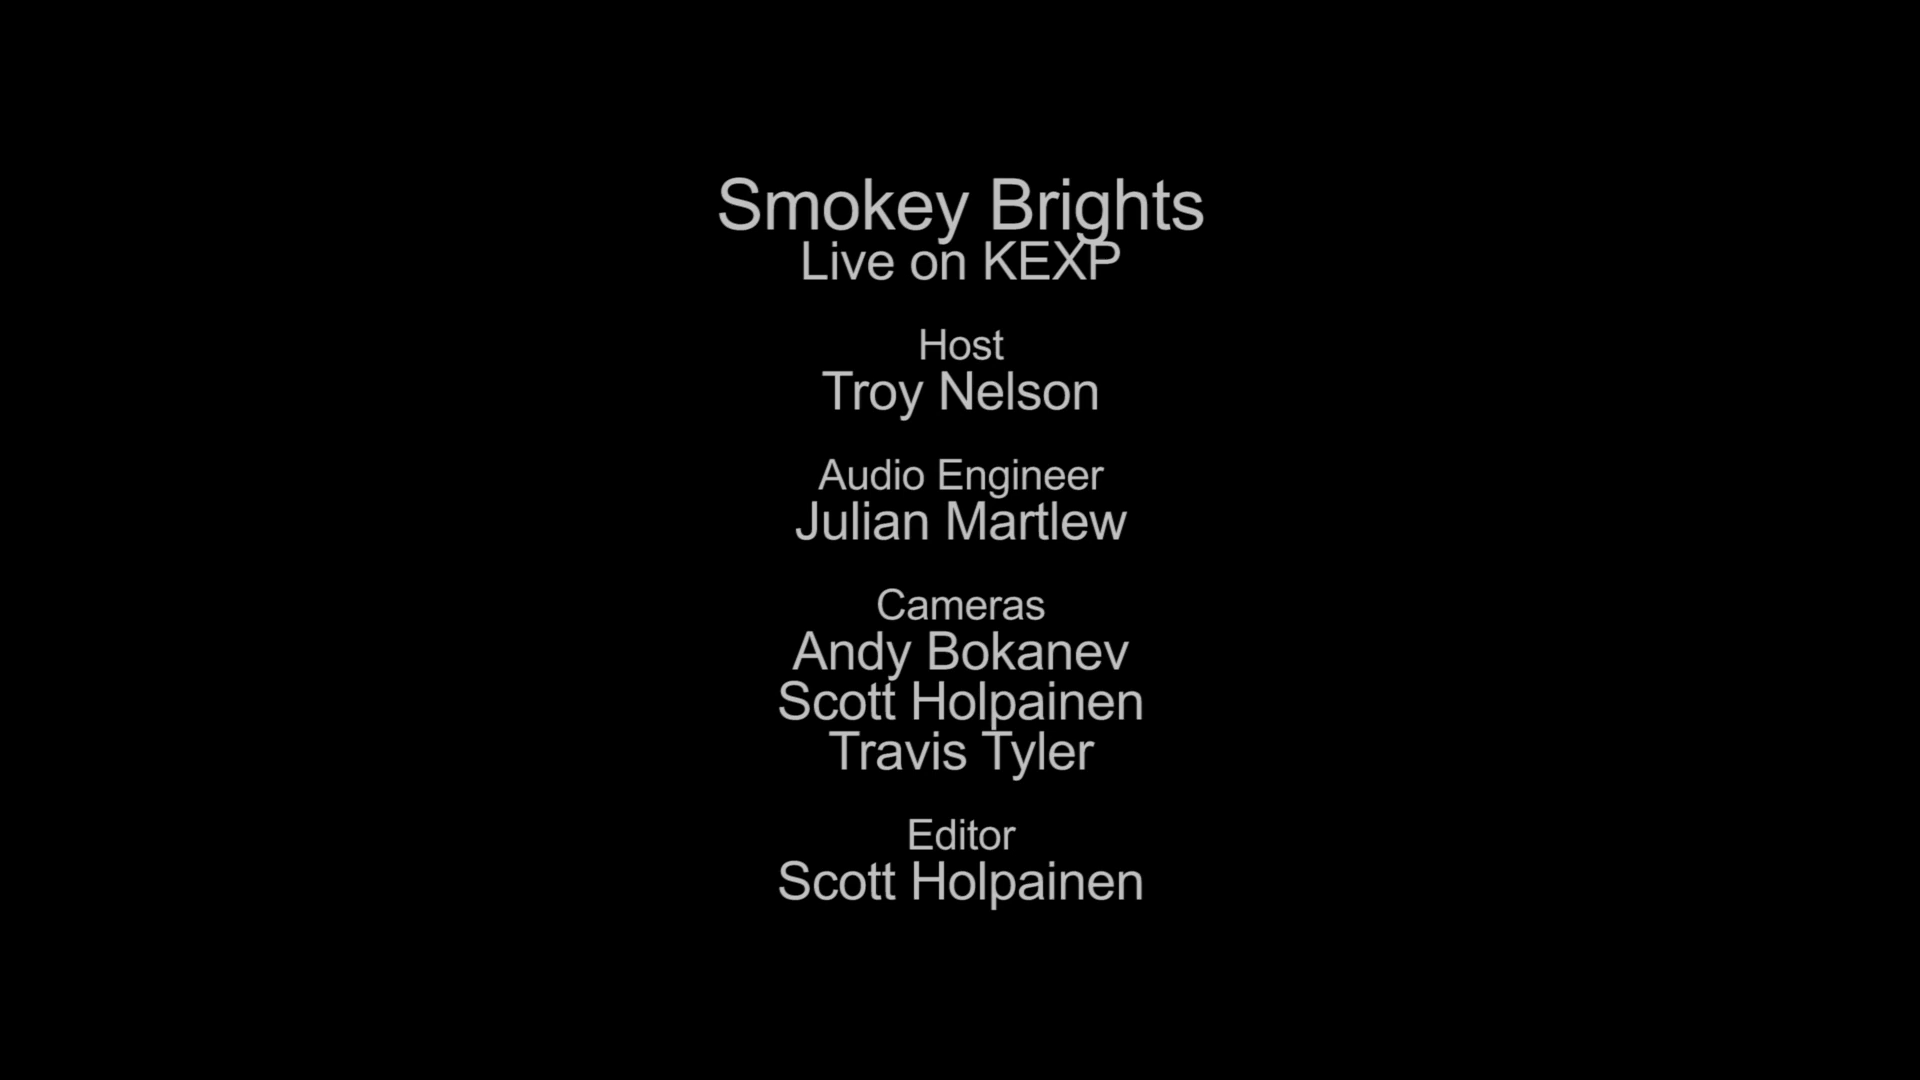 Smokey Brights
Live on KEXP
Host
Troy Nelson
Audio Engineer
Julian Martlew
Cameras
Andy Bokanev
Scott Holpainen
Travis Tyler
Editor
Scott Holpainen